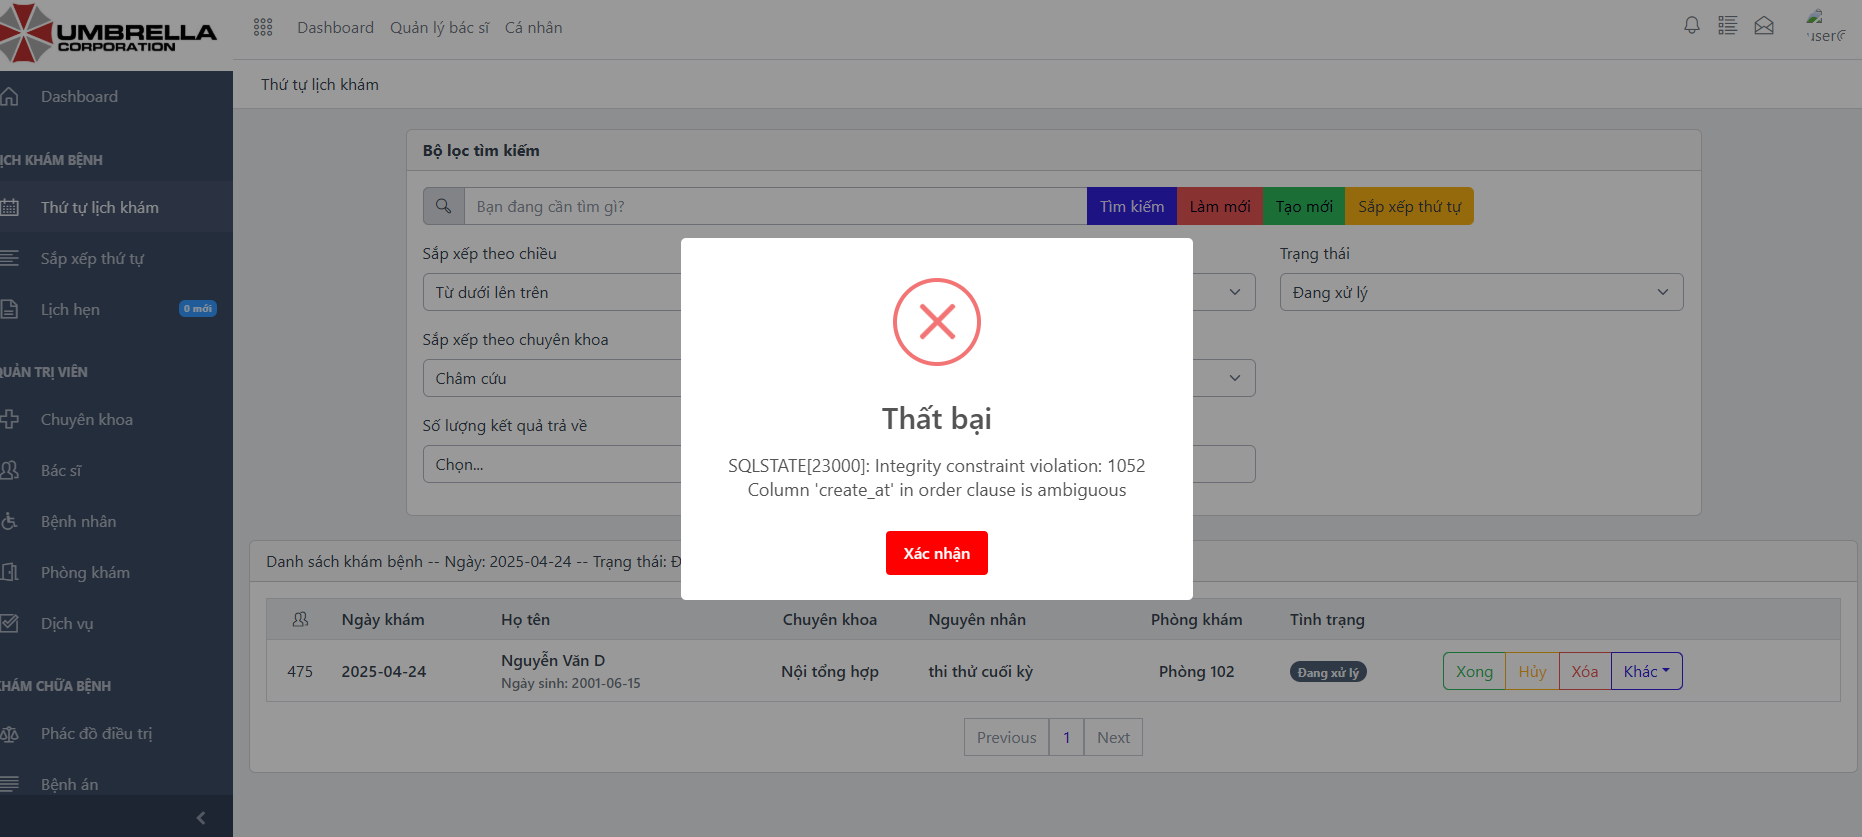 UMBRELLA
CORPORATION
Dashboard
Quản lý bác sĩ
Cá nhân
user@
Dashboard
ỊCH KHÁM BỆNH
Thứ tự lịch khám
Sắp xếp thứ tự
Lịch hẹn
0 mới
QUẢN TRỊ VIÊN
Chuyên khoa
Bác sĩ
Bệnh nhân
Phòng khám
Dịch vụ
KHÁM CHỮA BỆNH
Phác đồ điều trị
Bệnh án
Thứ tự lịch khám
Bộ lọc tìm kiếm
Bạn đang cần tìm gì?
Tìm kiếm
Làm mới
Tạo mới
Sắp xếp thứ tự
Sắp xếp theo chiều
Từ dưới lên trên
Trạng thái
Đang xử lý
Sắp xếp theo chuyên khoa
Châm cứu
Số lượng kết quả trả về
Chọn...
Thất bại
SQLSTATE[23000]: Integrity constraint violation: 1052
Column 'create_at' in order clause is ambiguous
Xác nhận
Danh sách khám bệnh -- Ngày: 2025-04-24 -- Trạng thái: Đ
Ngày khám
Họ tên
Chuyên khoa
Nguyên nhân
Phòng khám
Tình trạng
475
2025-04-24
Nguyễn Văn D
Ngày sinh: 2001-06-15
Nội tổng hợp
thi thử cuối kỳ
Phòng 102
Đang xử lý
Xong
Hủy
Xóa
Khác
Previous
1
Next